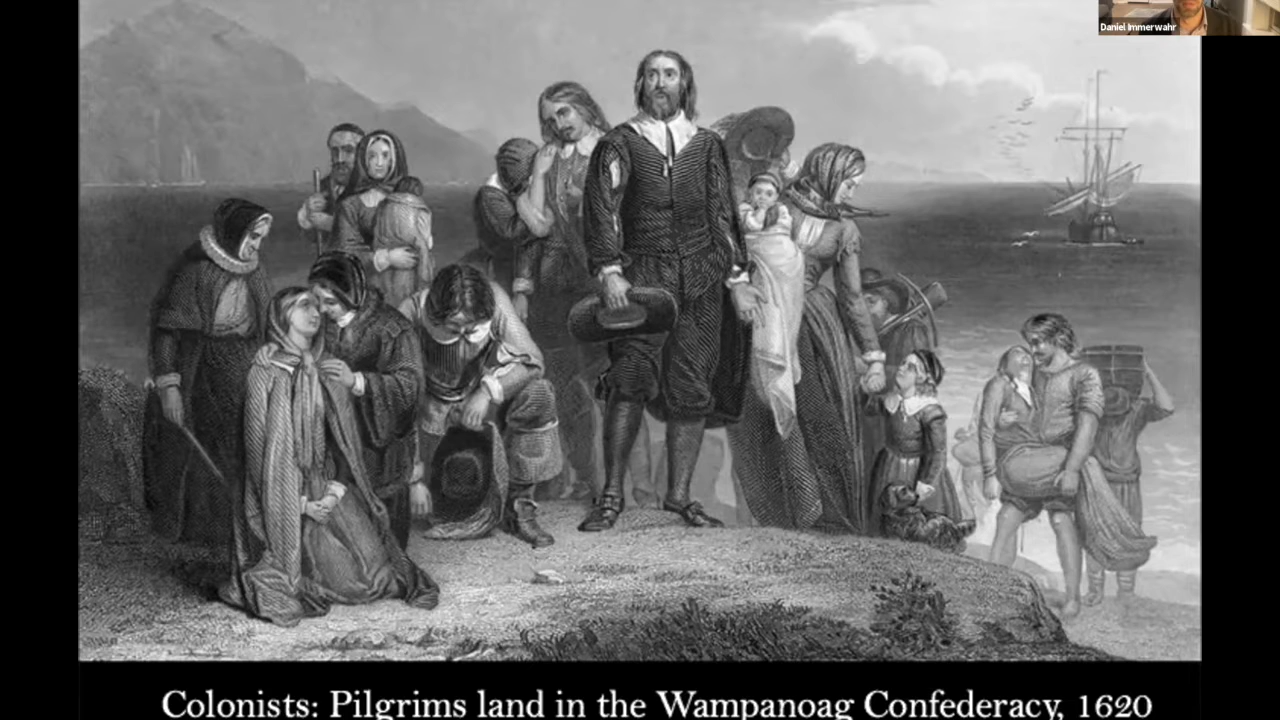 Daniel Immerwahr
Colonists: Pilgrims land in the Wampanoag Confederacy, 1620